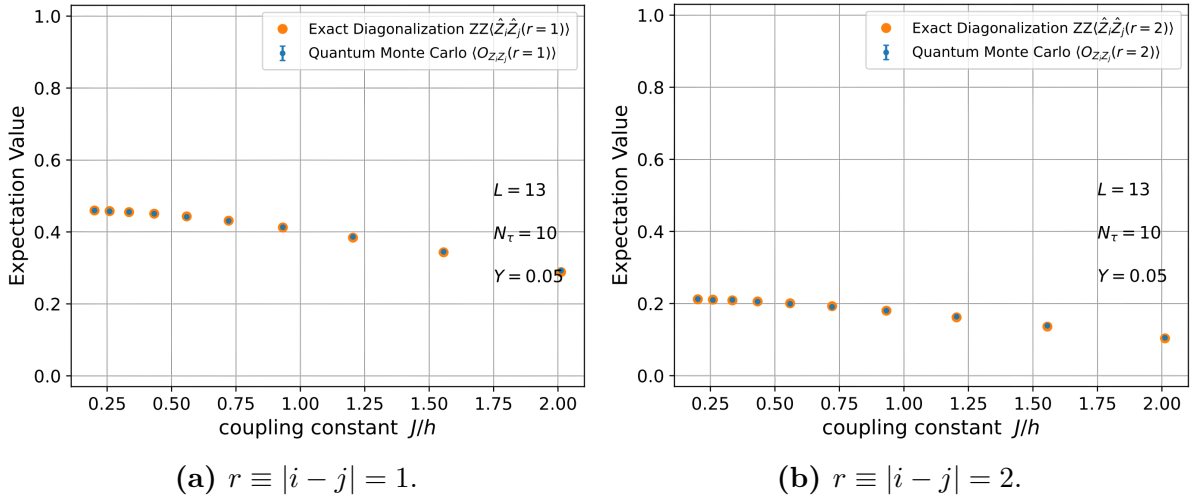 1.0
0.8
0.6
0.4
0.2
0.0
Expectation Value
Exact Diagonalization ZZ⟨Ẑ_iẐ_j(r = 1)⟩
Quantum Monte Carlo ⟨O_{Z_iZ_j}(r = 1)⟩
L = 13
N_τ = 10
Y = 0.05
0.25 0.50 0.75 1.00 1.25 1.50 1.75 2.00
coupling constant J/h
(a) r ≡ |i − j| = 1.
1.0
0.8
0.6
0.4
0.2
0.0
Expectation Value
Exact Diagonalization ZZ⟨Ẑ_iẐ_j(r = 2)⟩
Quantum Monte Carlo ⟨O_{Z_iZ_j}(r = 2)⟩
L = 13
N_τ = 10
Y = 0.05
0.25 0.50 0.75 1.00 1.25 1.50 1.75 2.00
coupling constant J/h
(b) r ≡ |i − j| = 2.